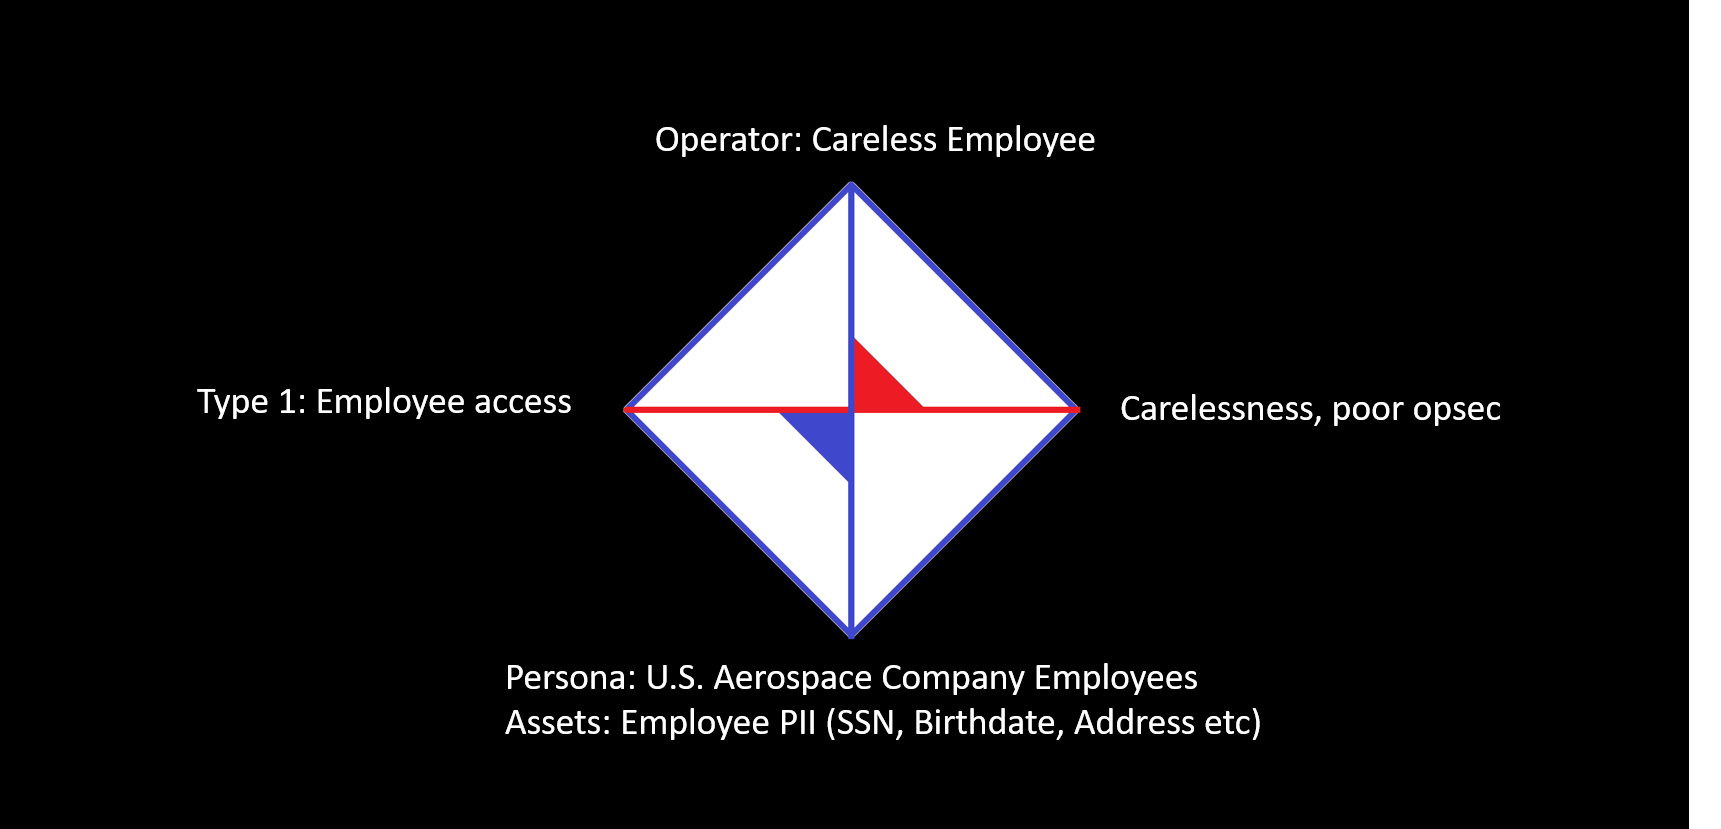 Operator: Careless Employee
Type 1: Employee access
Carelessness, poor opsec
Persona: U.S. Aerospace Company Employees
Assets: Employee PII (SSN, Birthdate, Address etc)